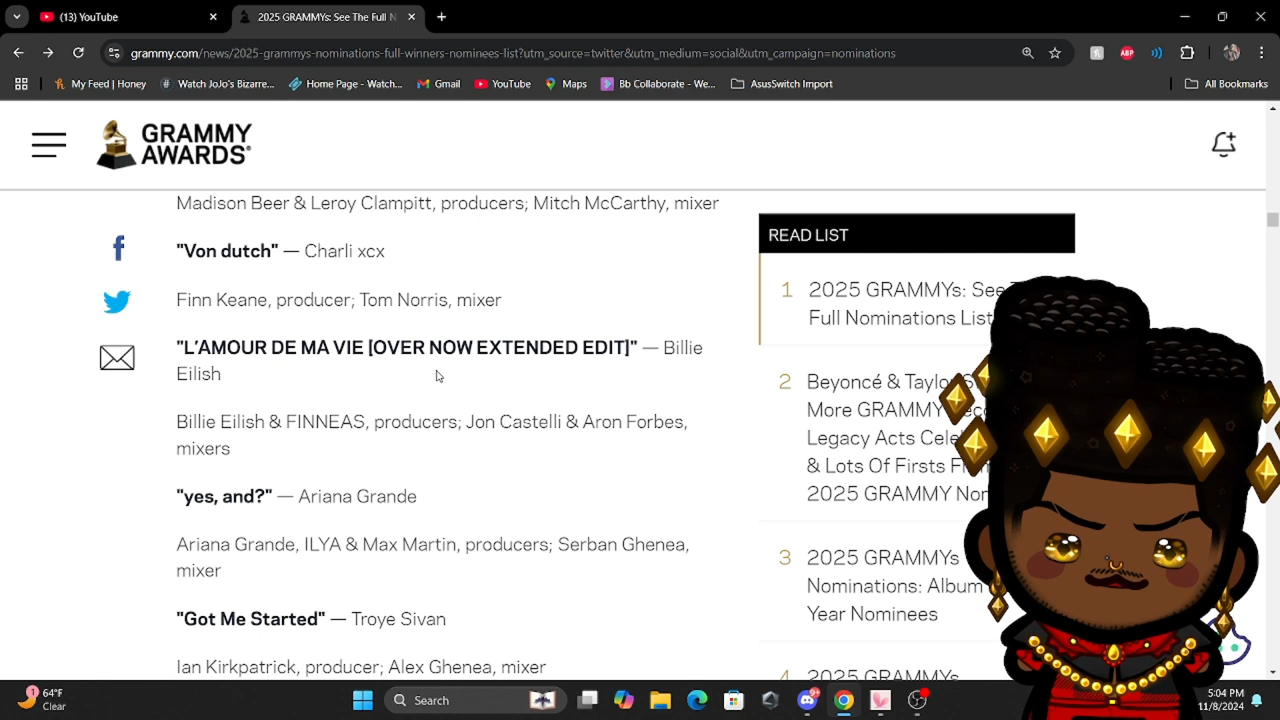 (13) YouTube
2025 GRAMMYs: See The Full N
grammy.com/news/2025-grammys-nominations-full-winners-nominees-list?utm_source=twitter&utm_medium=social&utm_campaign=nominations
ABP
My Feed | Honey
Watch JoJo's Bizarre...
Home Page - Watch...
Gmail
YouTube
Maps
Bb Collaborate - We...
AsasSwitch Import
All Bookmarks
GRAMMY
AWARDS®
Madison Beer & Leroy Clampitt, producers; Mitch McCarthy, mixer
"Von dutch" — Charli xcx
Finn Keane, producer; Tom Norris, mixer
"L'AMOUR DE MA VIE [OVER NOW EXTENDED EDIT]" — Billie
Eilish
Billie Eilish & FINNEAS, producers; Jon Castelli & Aron Forbes,
mixers
"yes, and?" — Ariana Grande
Ariana Grande, ILYA & Max Martin, producers; Serban Ghenea,
mixer
"Got Me Started" — Troye Sivan
Ian Kirkpatrick, producer; Alex Ghenea, mixer
READ LIST
1 2025 GRAMMYs: See
Full Nominations List
2 Beyoncé & Taylor
More GRAMMY
Legacy Acts
& Lots Of Firsts
2025 GRAMMY
3 2025 GRAMMYs
Nominations: Album
Year Nominees
4 2025 GRAMMYs
1
64°F
Clear
Search
5:04 PM
11/8/2024